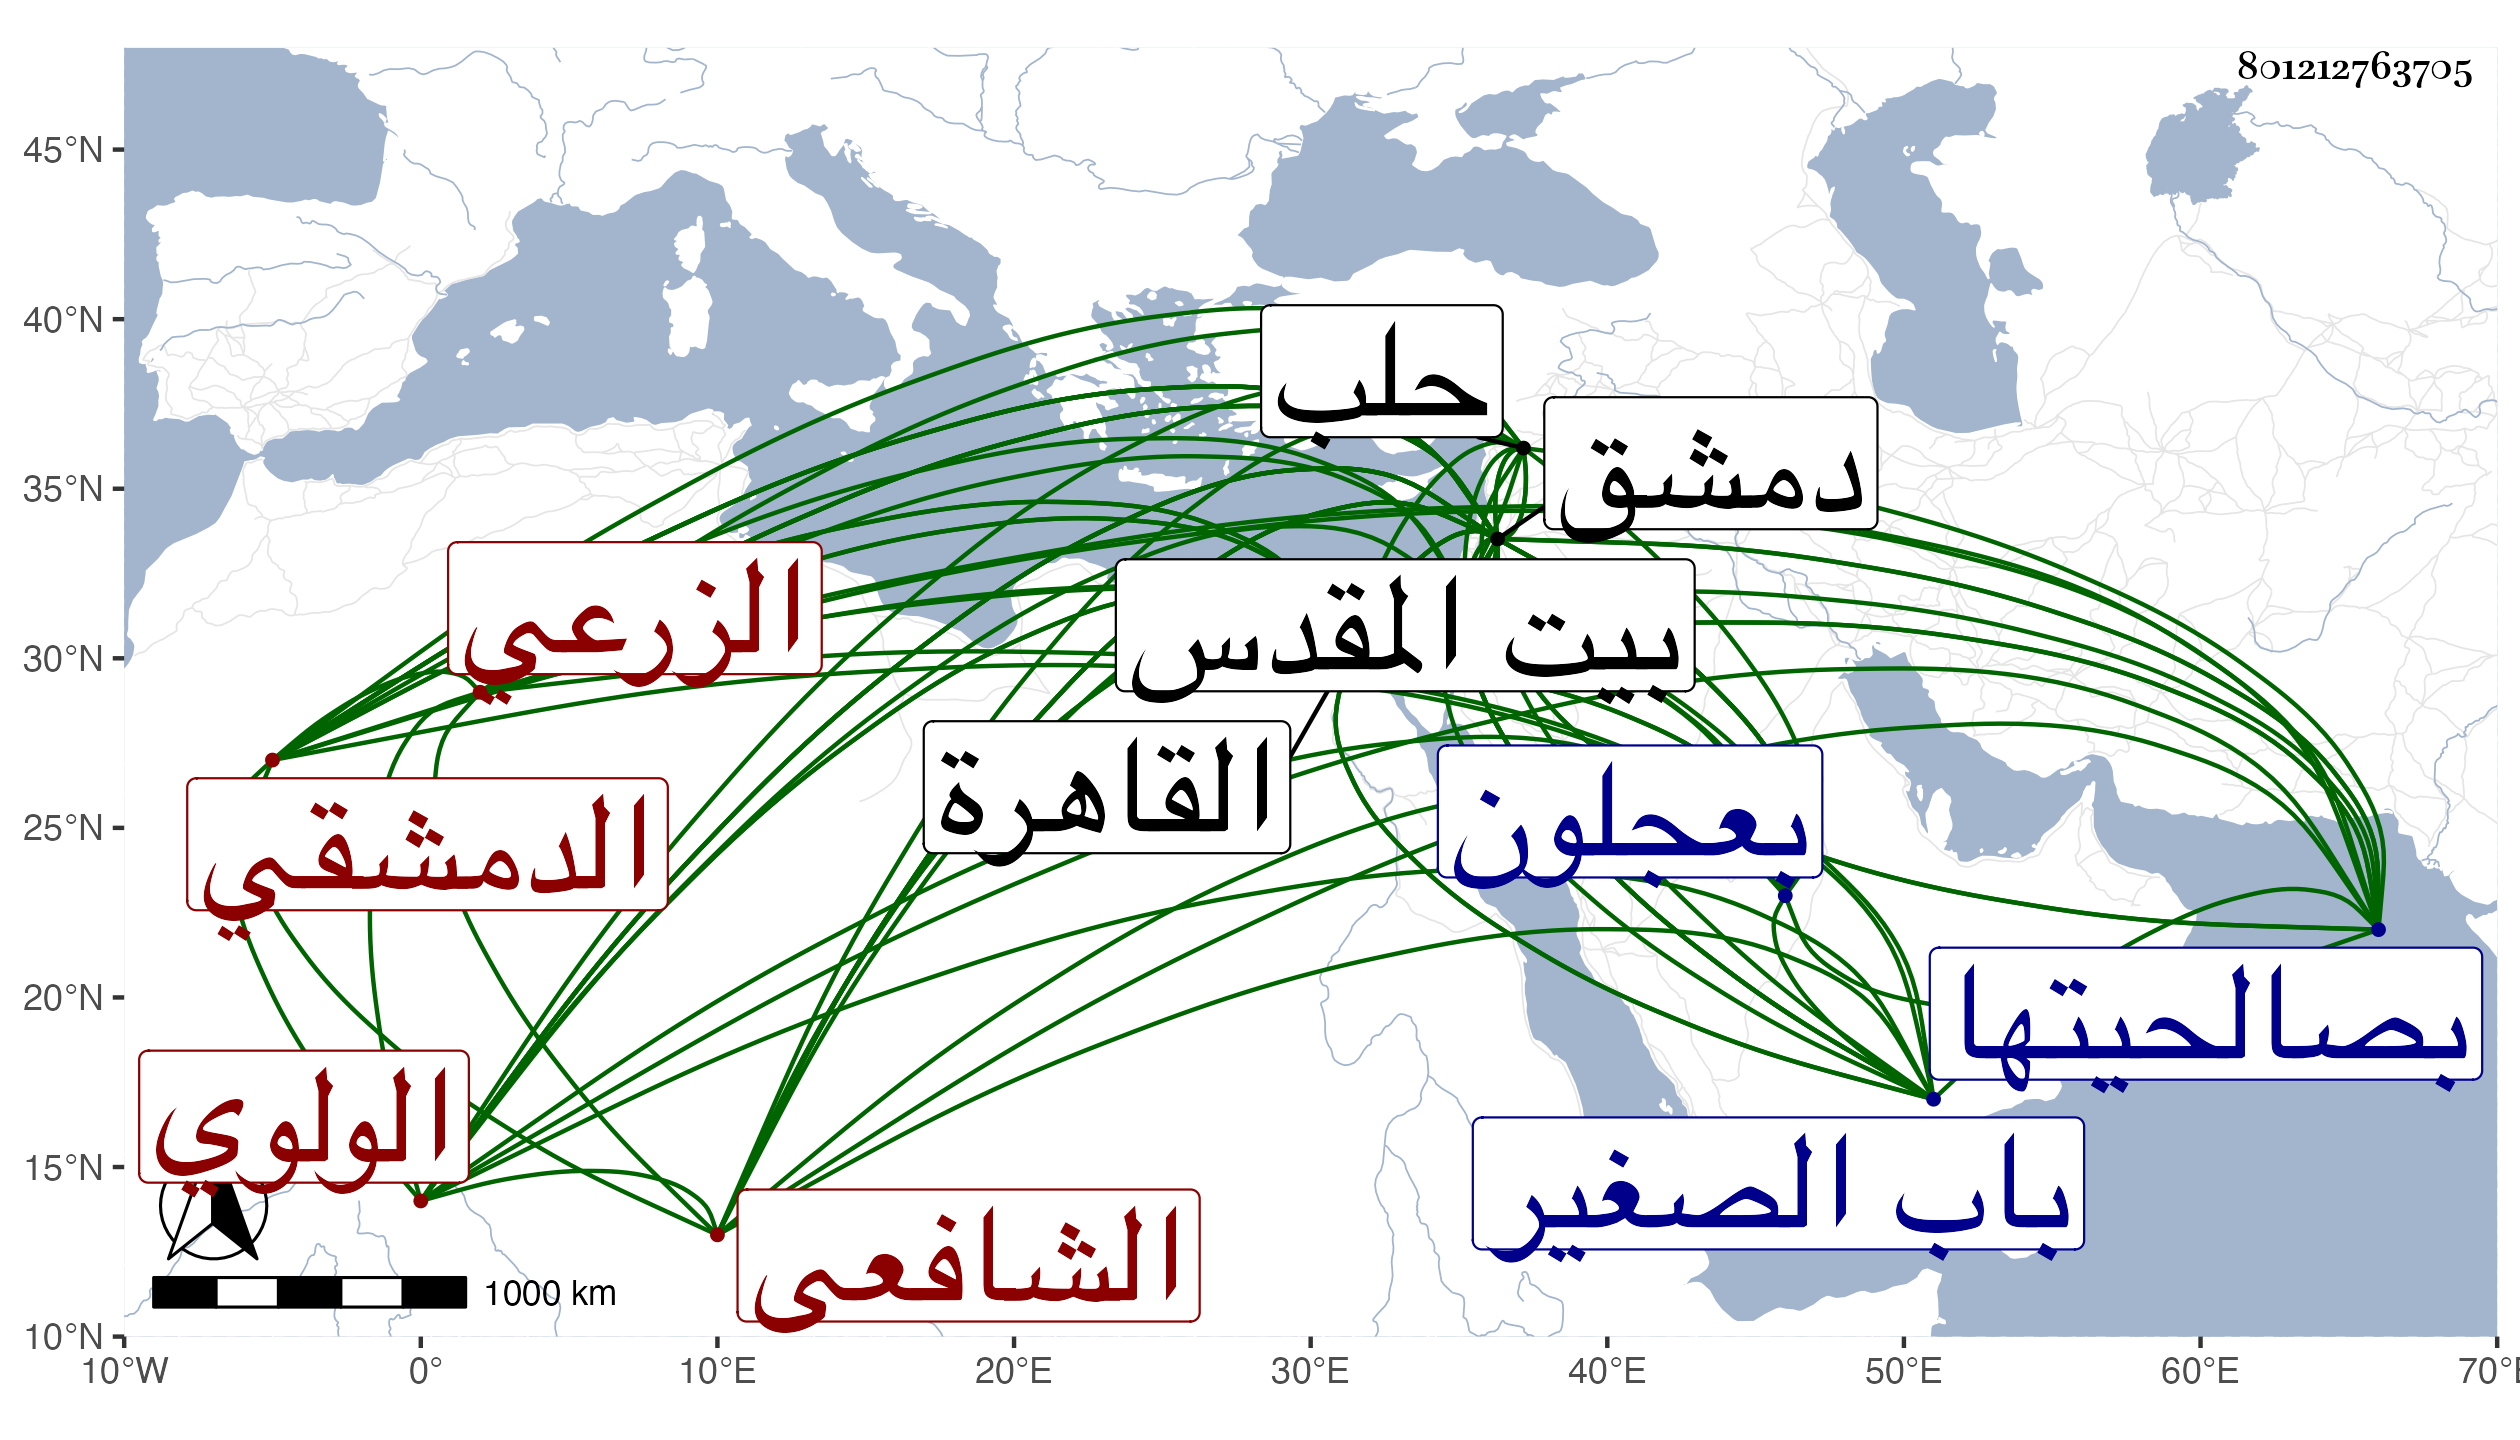 801212763705
45°N
40°N
35°N
30°N
25°N
20°N
15°N
10°N
حلب
دمشق
الزرعي
بيت المقدس
القاهرة
بعجلون
الدمشقي
بصالحيتها
الولوي
باب الصغير
الشافعي
1000 km
10°W 0° 10°E 20°E 30°E 40°E 50°E 60°E 70°E